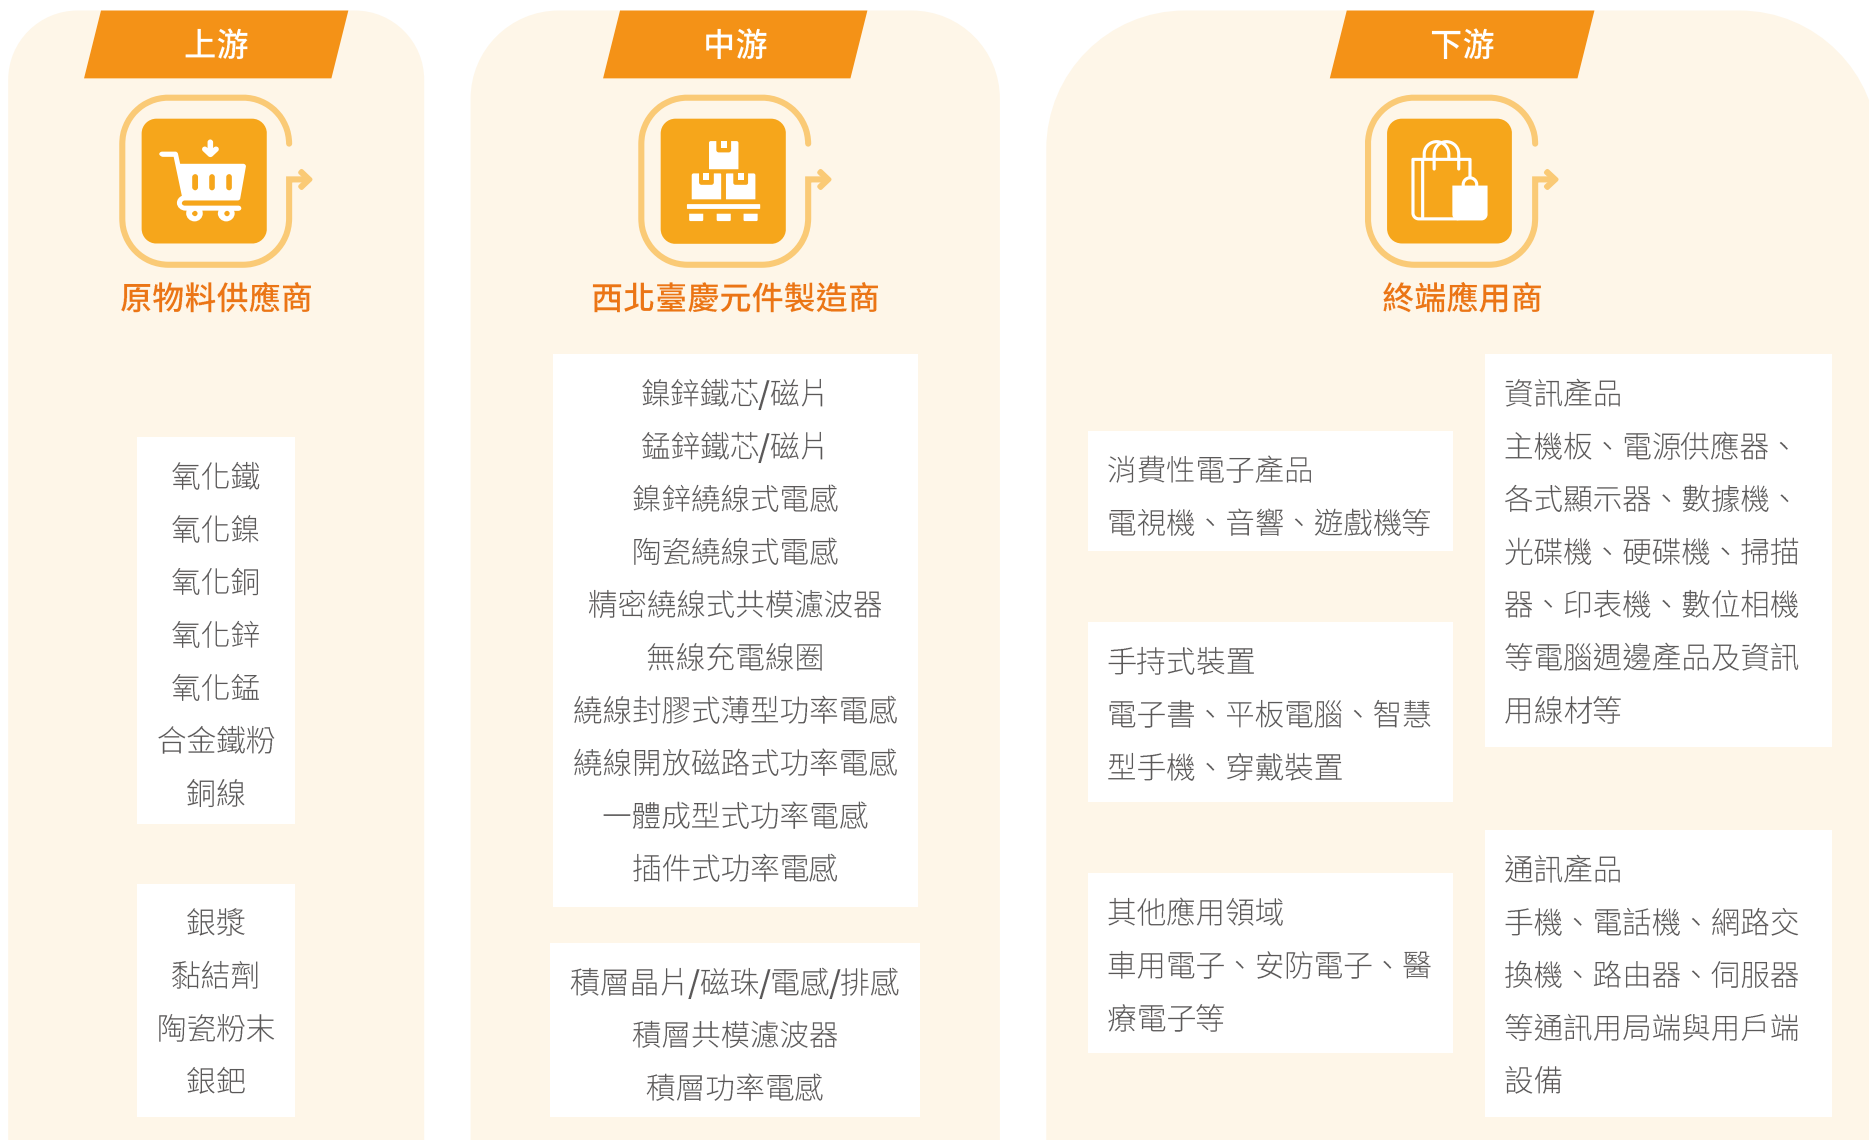 上游
原物料供應商
氧化鐵
氧化鎳
氧化銅
氧化鋅
氧化錳
合金鐵粉
銅線
銀漿
黏結劑
陶瓷粉末
銀鈀
中游
西北臺慶元件製造商
鎳鋅鐵芯/磁片
錳鋅鐵芯/磁片
鎳鋅繞線式電感
陶瓷繞線式電感
精密繞線式共模濾波器
無線充電線圈
繞線封膠式薄型功率電感
繞線開放磁路式功率電感
一體成型式功率電感
插件式功率電感
積層晶片/磁珠/電感/排感
積層共模濾波器
積層功率電感
下游
終端應用商
消費性電子產品
電視機、音響、遊戲機等
手持式裝置
電子書、平板電腦、智慧
型手機、穿戴裝置
其他應用領域
車用電子、安防電子、醫
療電子等
資訊產品
主機板、電源供應器、
各式顯示器、數據機、
光碟機、硬碟機、掃描
器、印表機、數位相機
等電腦週邊產品及資訊
用線材等
通訊產品
手機、電話機、網路交
換機、路由器、伺服器
等通訊用局端與用戶端
設備